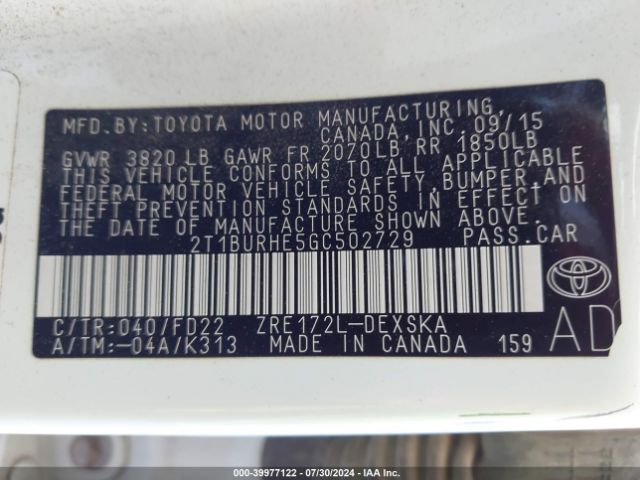 MFD. BY: TOYOTA MOTOR MANUFACTURING,
CANADA, INC. 09/15
GVWR 3820 LB GAWR FR 2070LB RR 1850LB
THIS VEHICLE CONFORMS TO ALL APPLICABLE
FEDERAL MOTOR VEHICLE SAFETY, BUMPER AND
THEFT PREVENTION STANDARDS IN EFFECT ON
THE DATE OF MANUFACTURE SHOWN ABOVE.
2T1BURHE5GC502729 PASS.CAR
C/TR:040/FD22 ZRE172L-DEXSKA
A/TM:-04A/K313 MADE IN CANADA 159
AD
000-39977122 - 07/30/2024 - IAA Inc.